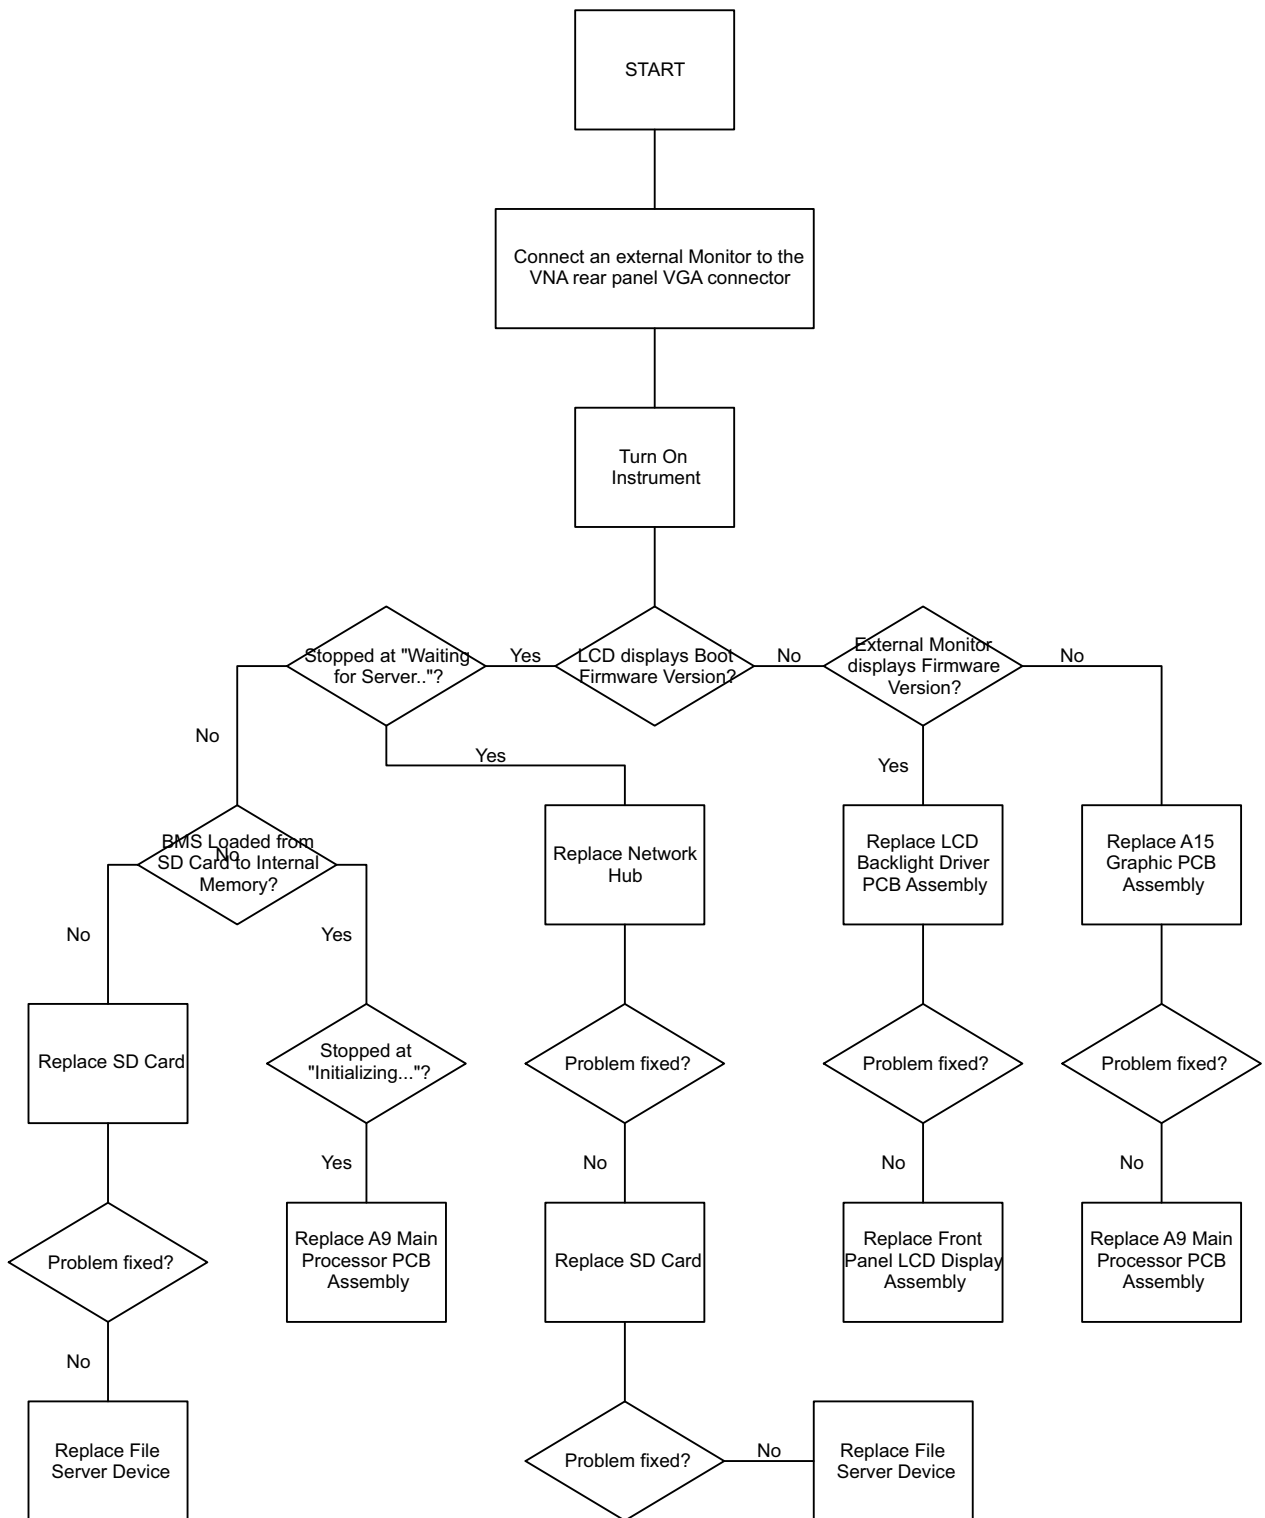 START
Connect an external Monitor to the
VNA rear panel VGA connector
Turn On
Instrument
Stopped at "Waiting
for Server.."?
Yes
LCD displays Boot
Firmware Version?
No
External Monitor
displays Firmware
Version?
No
No
Yes
Yes
BMS Loaded from
SD Card to Internal
Memory?
No
Replace Network
Hub
Replace LCD
Backlight Driver
PCB Assembly
Replace A15
Graphic PCB
Assembly
No
Yes
Replace SD Card
Stopped at
"Initializing..."?
Problem fixed?
Problem fixed?
Problem fixed?
Yes
No
No
No
Problem fixed?
Replace A9 Main
Processor PCB
Assembly
Replace SD Card
Replace Front
Panel LCD Display
Assembly
Replace A9 Main
Processor PCB
Assembly
No
Replace File
Server Device
Problem fixed?
No
Replace File
Server Device